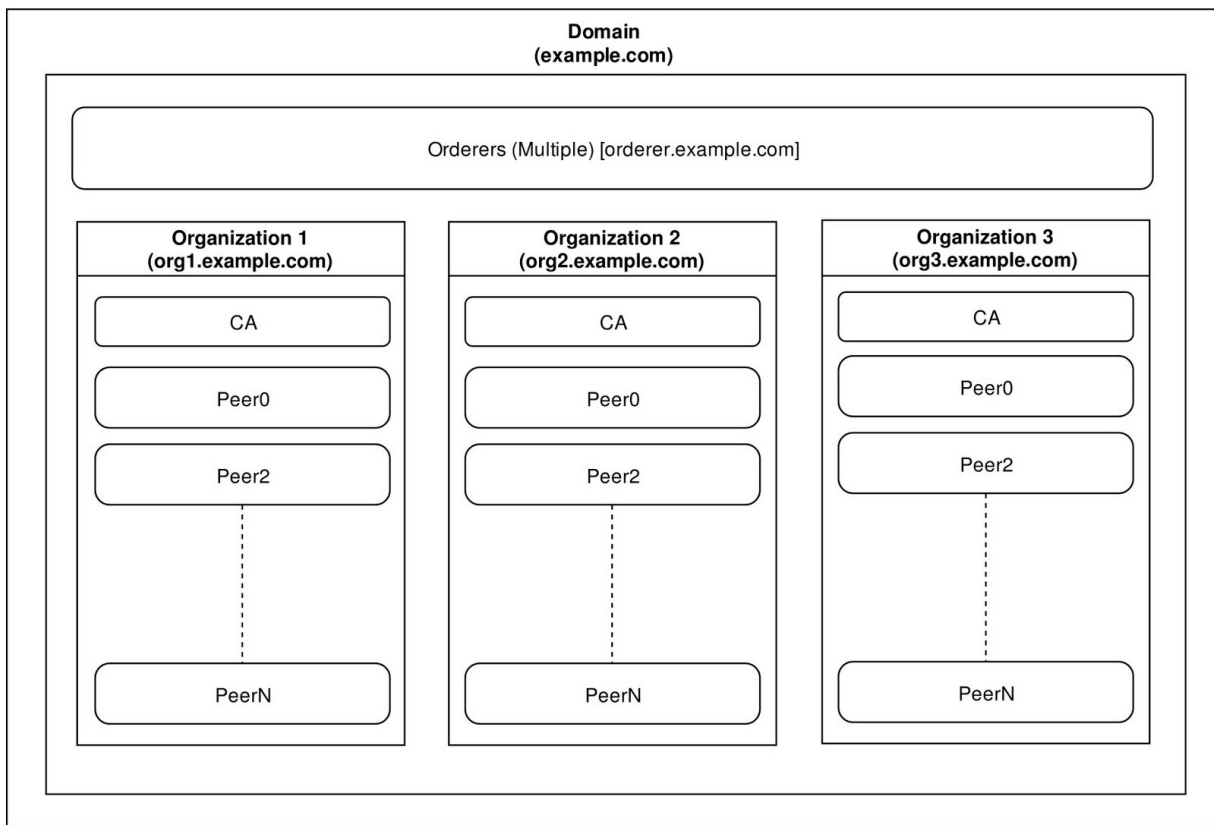 Domain
(example.com)
Orderers (Multiple) [orderer.example.com]
Organization 1
(org1.example.com)
CA
Peer0
Peer2
PeerN
Organization 2
(org2.example.com)
CA
Peer0
Peer2
PeerN
Organization 3
(org3.example.com)
CA
Peer0
Peer2
PeerN